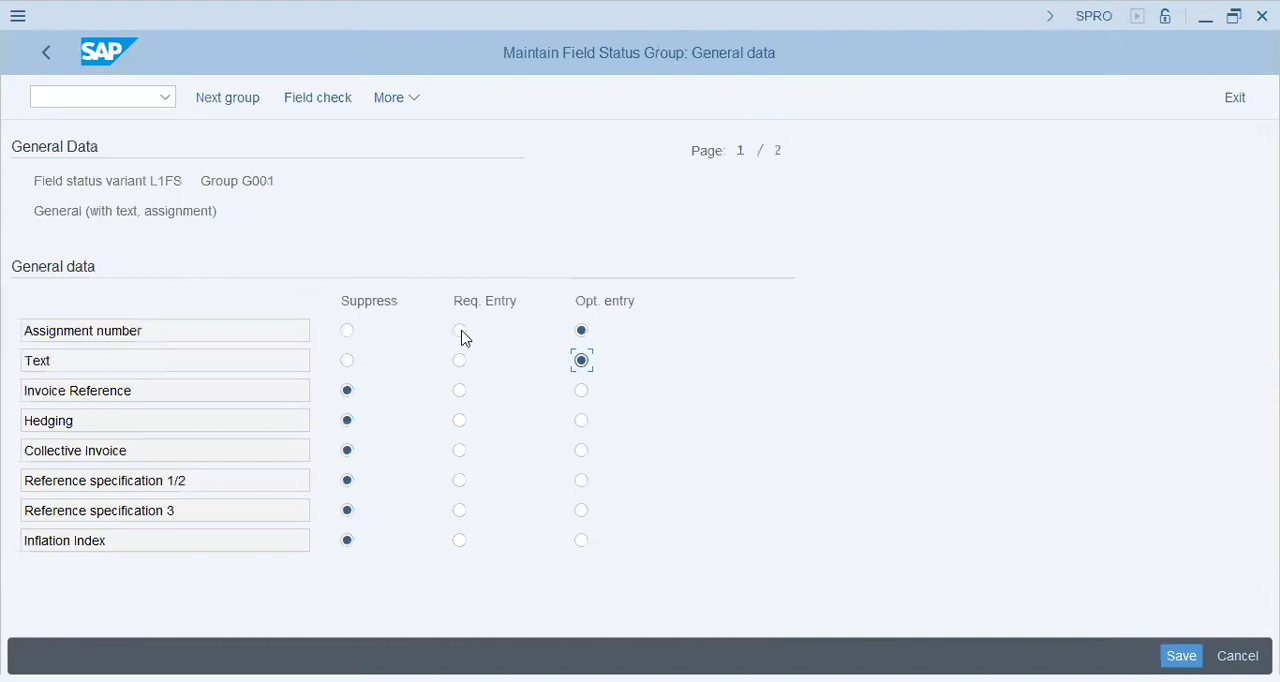 SPRO
SAP
Maintain Field Status Group: General data
Next group Field check More Exit
General Data
Page: 1 / 2
Field status variant L1FS Group G001
General (with text, assignment)
General data
Suppress Req. Entry Opt. entry
Assignment number
Text
Invoice Reference
Hedging
Collective Invoice
Reference specification 1/2
Reference specification 3
Inflation Index
Save Cancel